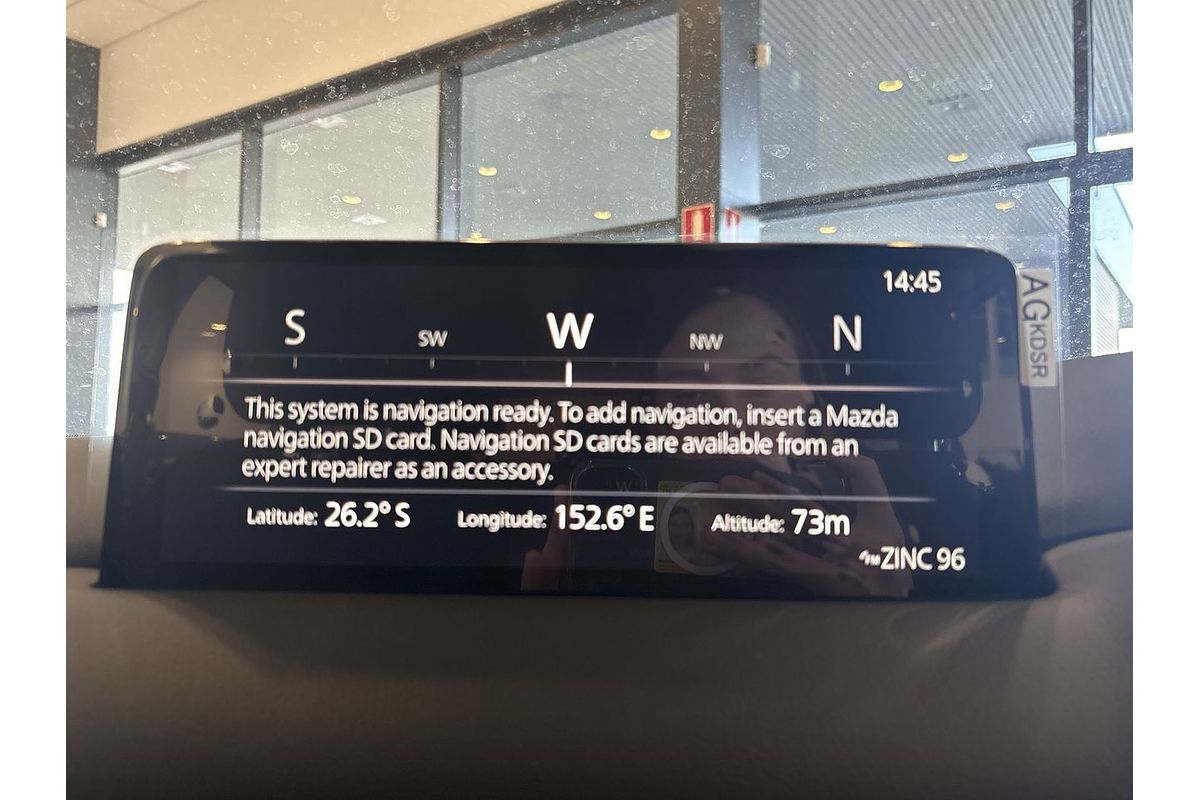 14:45
S SW W NW N
This system is navigation ready. To add navigation, insert a Mazda
navigation SD card. Navigation SD cards are available from an
expert repairer as an accessory.
Latitude: 26.2° S Longitude: 152.6° E Altitude: 73m
FM ZINC 96
AGKDSR